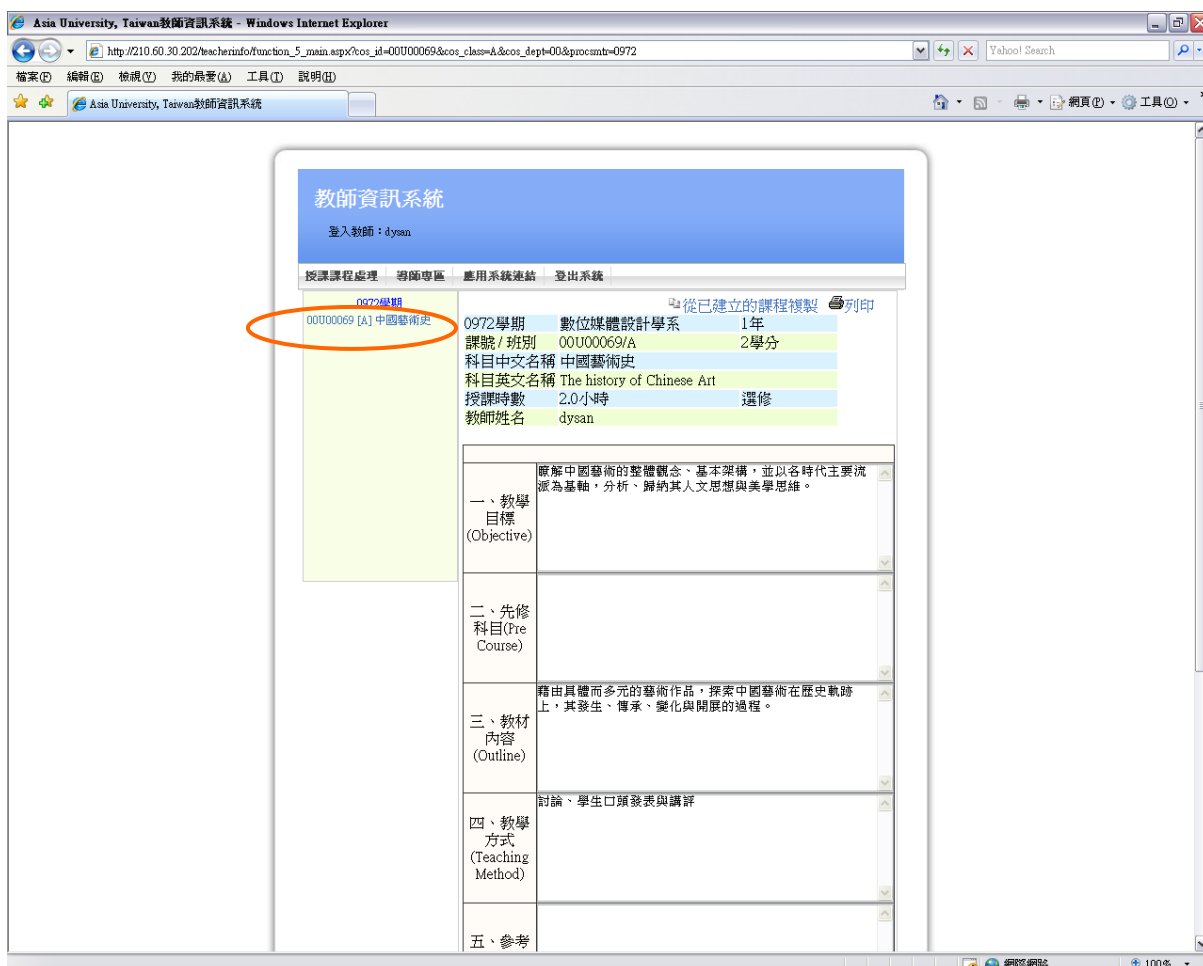 Asia University, Taiwan教師資訊系統 - Windows Internet Explorer
http://210.60.30.202/teacherinfo/function_5_main.aspx?cos_id=00U00069&cos_class=A&cos_dept=00&procsmtr=0972
Yahoo! Search
檔案(F) 編輯(E) 檢視(V) 我的最愛(A) 工具(T) 說明(H)
Asia University, Taiwan教師資訊系統
網頁(P) 工具(O)
教師資訊系統
登入教師：dysan
授課課程處理 導師專區 應用系統連結 登出系統
0972學期
00U00069 [A] 中國藝術史
從已建立的課程複製 列印
0972學期 數位媒體設計學系 1年
課號/班別 00U00069/A 2學分
科目中文名稱 中國藝術史
科目英文名稱 The history of Chinese Art
授課時數 2.0小時 選修
教師姓名 dysan
一、教學
目標
(Objective)
瞭解中國藝術的整體觀念、基本架構，並以各時代主要流
派為基軸，分析、歸納其人文思想與美學思維。
二、先修
科目(Pre
Course)
三、教材
內容
(Outline)
藉由具體而多元的藝術作品，探索中國藝術在歷史軌跡
上，其發生、傳承、變化與開展的過程。
四、教學
方式
(Teaching
Method)
討論、學生口頭發表與講評
五、參考
網際網路 100%